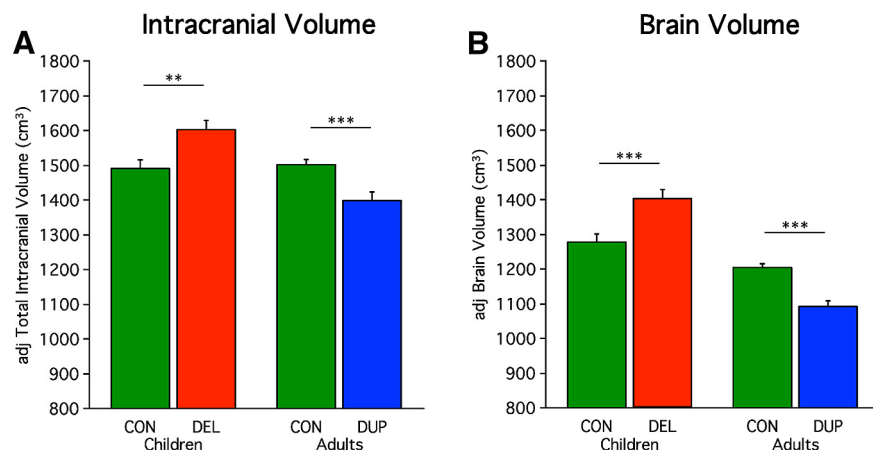 Intracranial Volume
A
1800
1700
1600
1500
1400
1300
1200
1100
1000
900
800
adj Total Intracranial Volume (cm³)
**
***
CON DEL CON DUP
Children Adults
Brain Volume
B
1800
1700
1600
1500
1400
1300
1200
1100
1000
900
800
adj Brain Volume (cm³)
***
***
CON DEL CON DUP
Children Adults